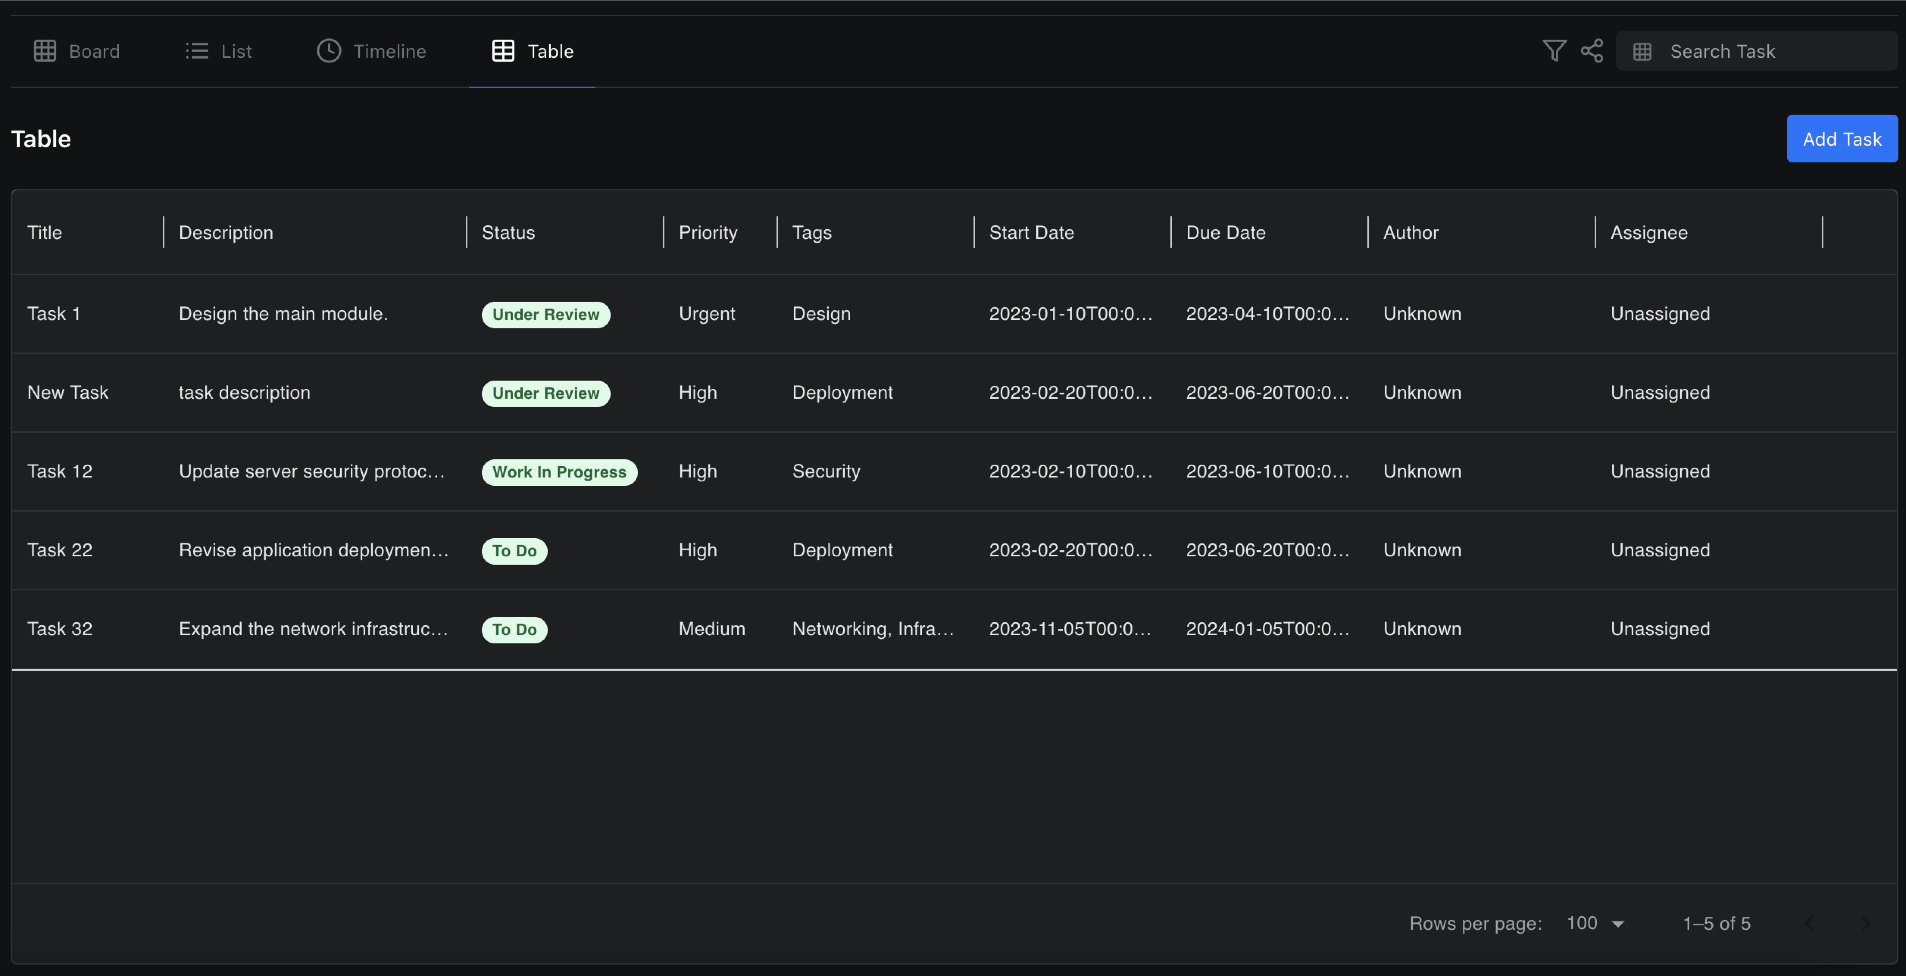 Board List Timeline Table Search Task
Table Add Task
Title Description Status Priority Tags Start Date Due Date Author Assignee
Task 1 Design the main module. Under Review Urgent Design 2023-01-10T00:0... 2023-04-10T00:0... Unknown Unassigned
New Task task description Under Review High Deployment 2023-02-20T00:0... 2023-06-20T00:0... Unknown Unassigned
Task 12 Update server security protoc... Work In Progress High Security 2023-02-10T00:0... 2023-06-10T00:0... Unknown Unassigned
Task 22 Revise application deploymen... To Do High Deployment 2023-02-20T00:0... 2023-06-20T00:0... Unknown Unassigned
Task 32 Expand the network infrastruc... To Do Medium Networking, Infra... 2023-11-05T00:0... 2024-01-05T00:0... Unknown Unassigned
Rows per page: 100 1–5 of 5